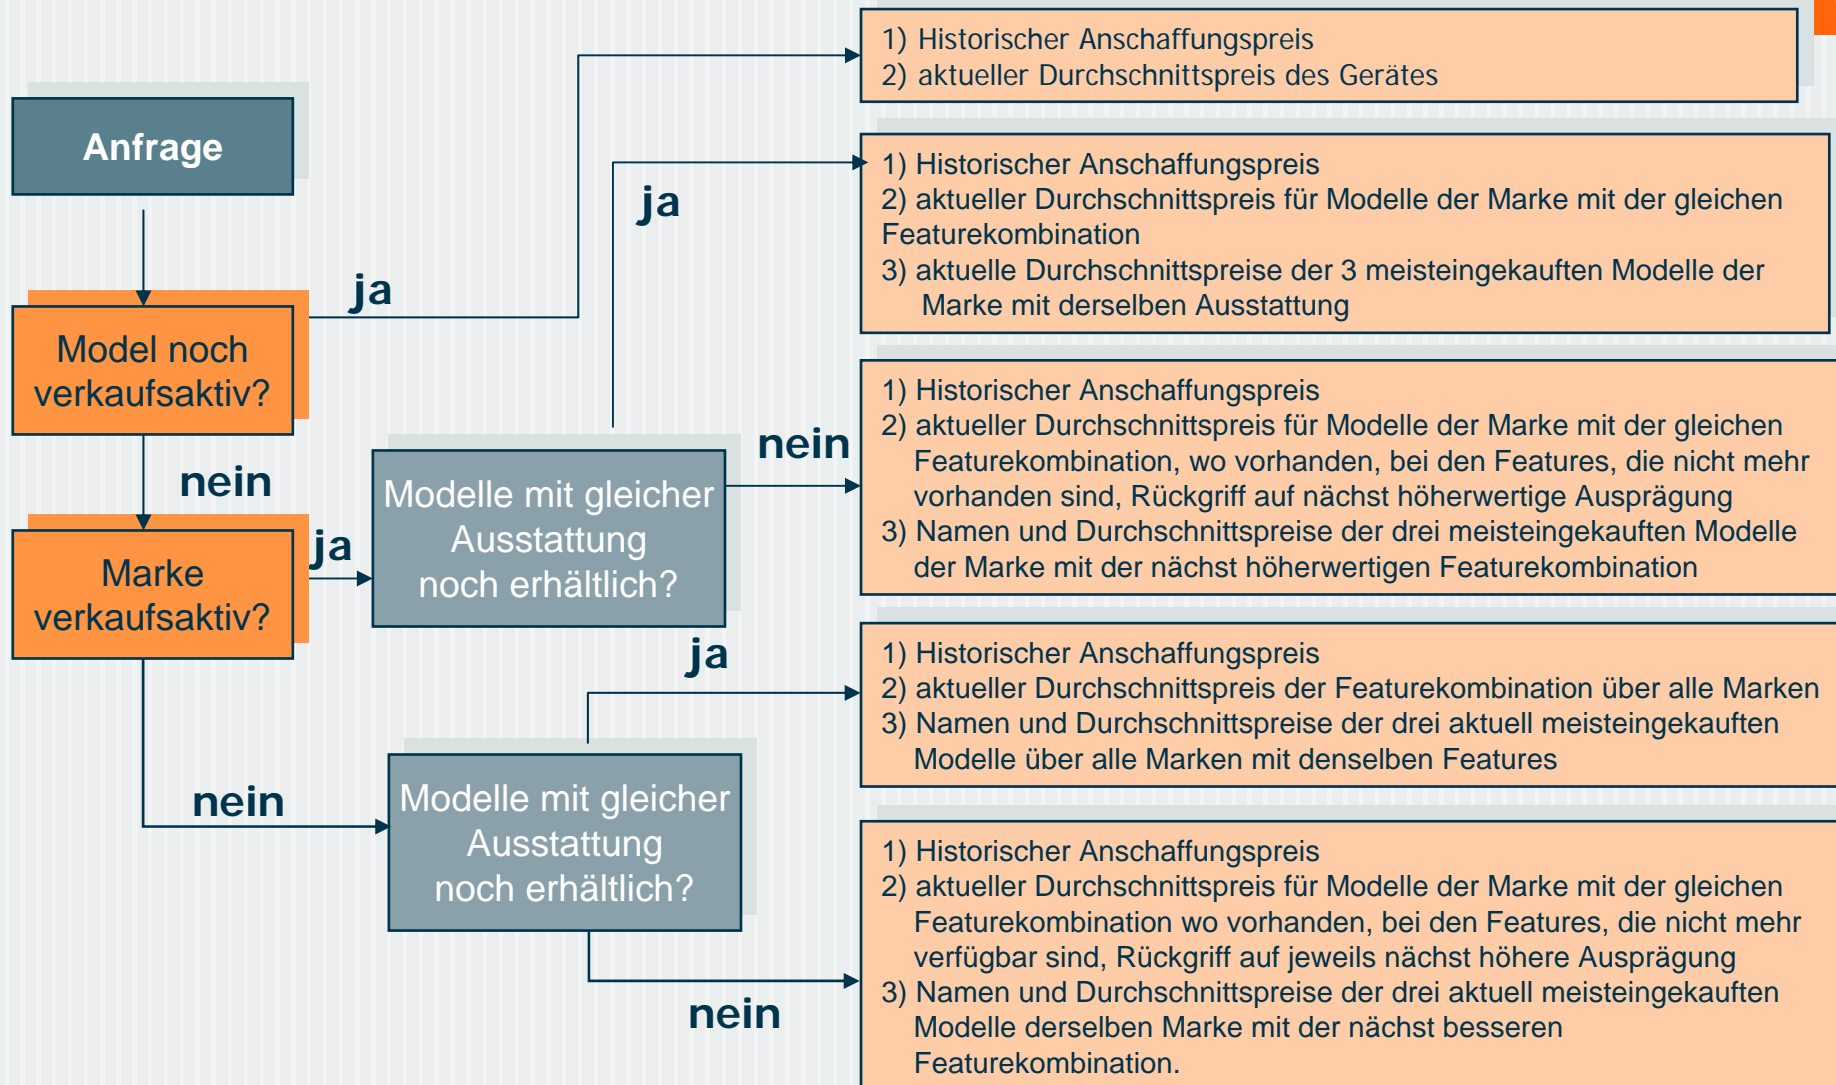 Anfrage
Model noch
verkaufsaktiv?
ja
nein
Marke
verkaufsaktiv?
ja
nein
Modelle mit gleicher
Ausstattung
noch erhältlich?
ja
nein
Modelle mit gleicher
Ausstattung
noch erhältlich?
ja
nein
1) Historischer Anschaffungspreis
2) aktueller Durchschnittspreis des Gerätes
1) Historischer Anschaffungspreis
2) aktueller Durchschnittspreis für Modelle der Marke mit der gleichen
Featurekombination
3) aktuelle Durchschnittspreise der 3 meisteingekauften Modelle der
Marke mit derselben Ausstattung
1) Historischer Anschaffungspreis
2) aktueller Durchschnittspreis für Modelle der Marke mit der gleichen
Featurekombination, wo vorhanden, bei den Features, die nicht mehr
vorhanden sind, Rückgriff auf nächst höherwertige Ausprägung
3) Namen und Durchschnittspreise der drei meisteingekauften Modelle
der Marke mit der nächst höherwertigen Featurekombination
1) Historischer Anschaffungspreis
2) aktueller Durchschnittspreis der Featurekombination über alle Marken
3) Namen und Durchschnittspreise der drei aktuell meisteingekauften
Modelle über alle Marken mit denselben Features
1) Historischer Anschaffungspreis
2) aktueller Durchschnittspreis für Modelle der Marke mit der gleichen
Featurekombination wo vorhanden, bei den Features, die nicht mehr
verfügbar sind, Rückgriff auf jeweils nächst höhere Ausprägung
3) Namen und Durchschnittspreise der drei aktuell meisteingekauften
Modelle derselben Marke mit der nächst besseren
Featurekombination.